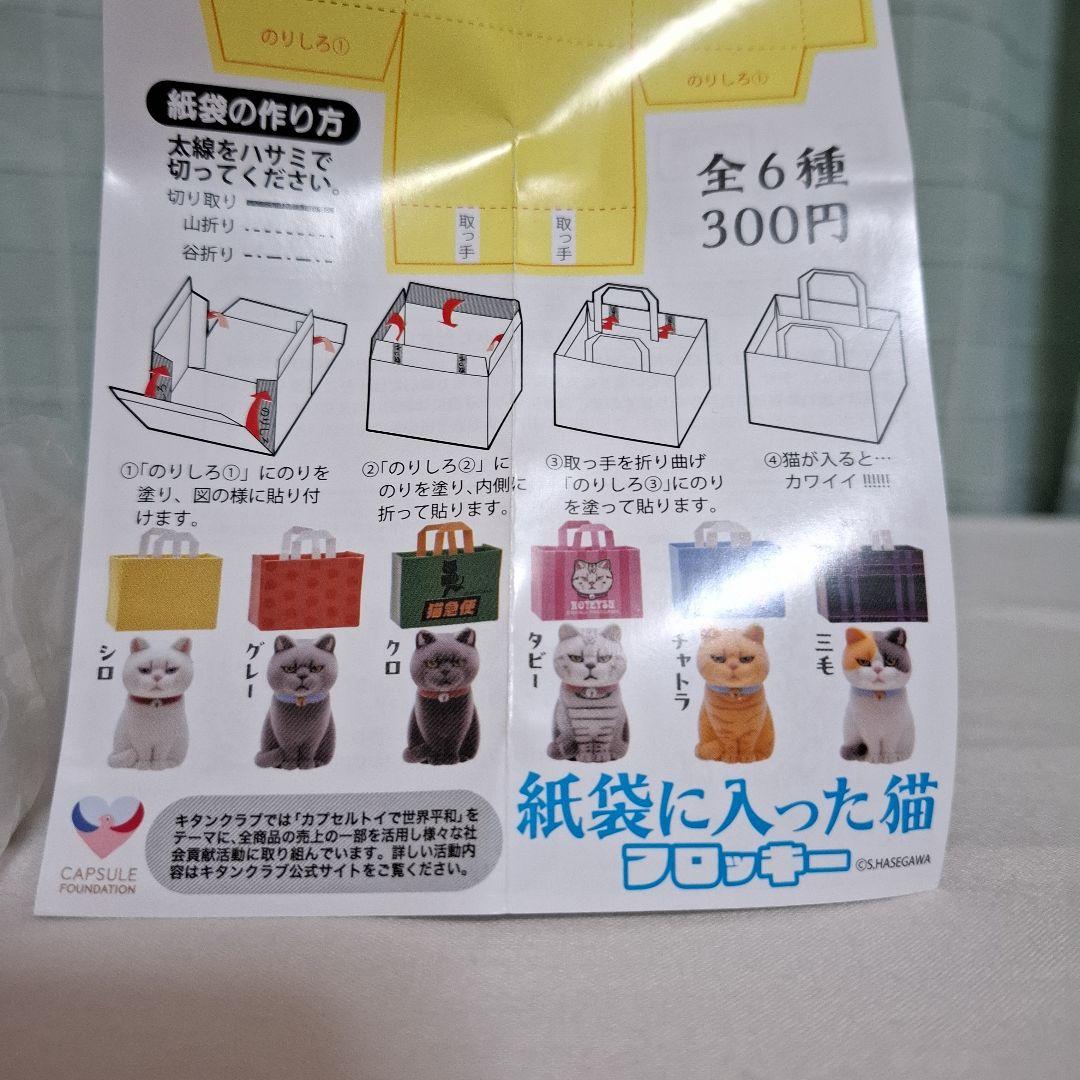 のりしろ①
のりしろ①
紙袋の作り方
太線をハサミで
切ってください。
切り取り
山折り
谷折り
取っ手
取っ手
全6種
300円
のりしろ
①「のりしろ①」にのりを
塗り、図の様に貼り付
けます。
②「のりしろ②」に
のりを塗り、内側に
折って貼ります。
③取っ手を折り曲げ
「のりしろ③」にのり
を塗って貼ります。
④猫が入ると…
カワイイ!!!!!!
猫急便
シロ
グレー
クロ
タビー
チャトラ
三毛
CAPSULE
FOUNDATION
キタンクラブでは「カプセルトイで世界平和」を
テーマに、全商品の売上の一部を活用し様々な社
会貢献活動に取り組んでいます。詳しい活動内
容はキタンクラブ公式サイトをご覧ください。
紙袋に入った猫
フロッキー
©S.HASEGAWA